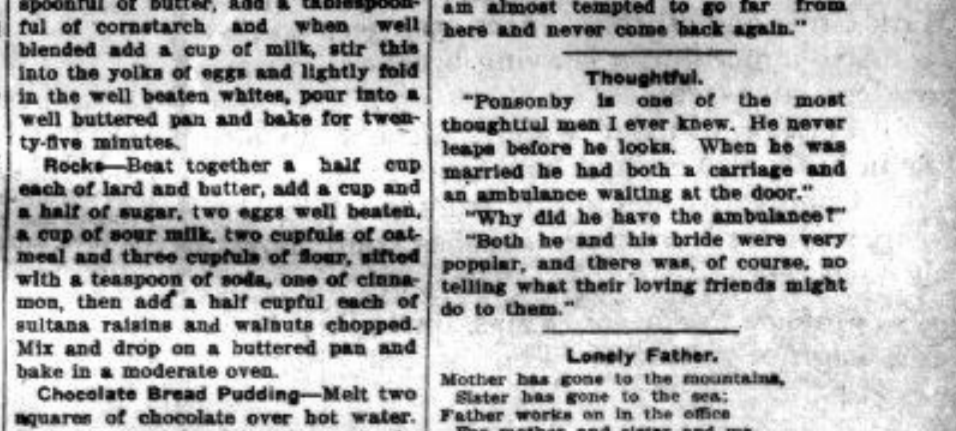 spoonful of butter, add a tablespoon-
ful of cornstarch and when well
blended add a cup of milk, stir this
into the yolks of eggs and lightly fold
in the well beaten whites, pour into a
well buttered pan and bake for twen-
ty-five minutes.
Rocks—Beat together a half cup
each of lard and butter, add a cup and
a half of sugar, two eggs well beaten,
a cup of sour milk, two cupfuls of oat-
meal and three cupfuls of flour, sifted
with a teaspoon of soda, one of cinna-
mon, then add a half cupful each of
sultana raisins and walnuts chopped.
Mix and drop on a buttered pan and
bake in a moderate oven.
Chocolate Bread Pudding—Melt two
squares of chocolate over hot water.
am almost tempted to go far from
here and never come back again."
Thoughtful.
"Ponsonby is one of the most
thoughtful men I ever knew. He never
leaps before he looks. When he was
married he had both a carriage and
an ambulance waiting at the door."
"Why did he have the ambulance?"
"Both he and his bride were very
popular, and there was, of course, no
telling what their loving friends might
do to them."
Lonely Father.
Mother has gone to the mountains,
Sister has gone to the sea;
Father works on in the office
For mother and sister and me